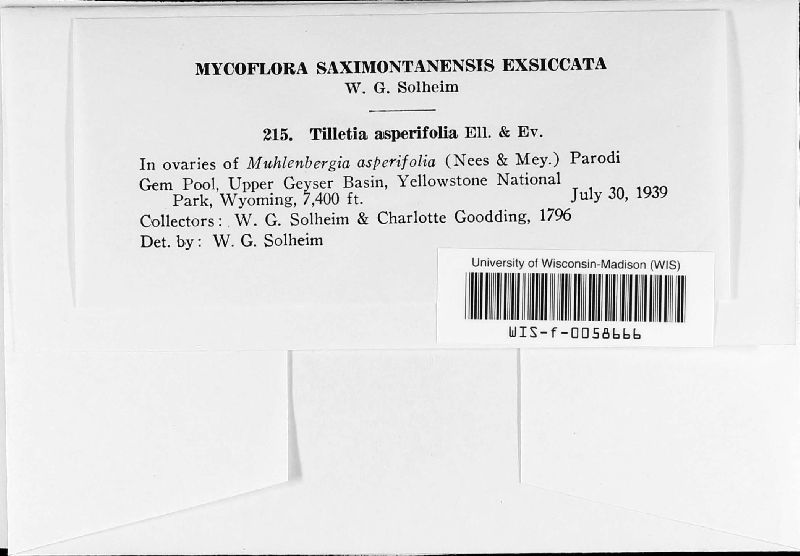 MYCOFLORA SAXIMONTANENSIS EXSICCATA
W. G. Solheim
215. Tilletia asperifolia Ell. & Ev.
In ovaries of Muhlenbergia asperifolia (Nees & Mey.) Parodi
Gem Pool, Upper Geyser Basin, Yellowstone National
Park, Wyoming, 7,400 ft. July 30, 1939
Collectors: W. G. Solheim & Charlotte Goodding, 1796
Det. by: W. G. Solheim
University of Wisconsin-Madison (WIS)
WIS-f-0058666